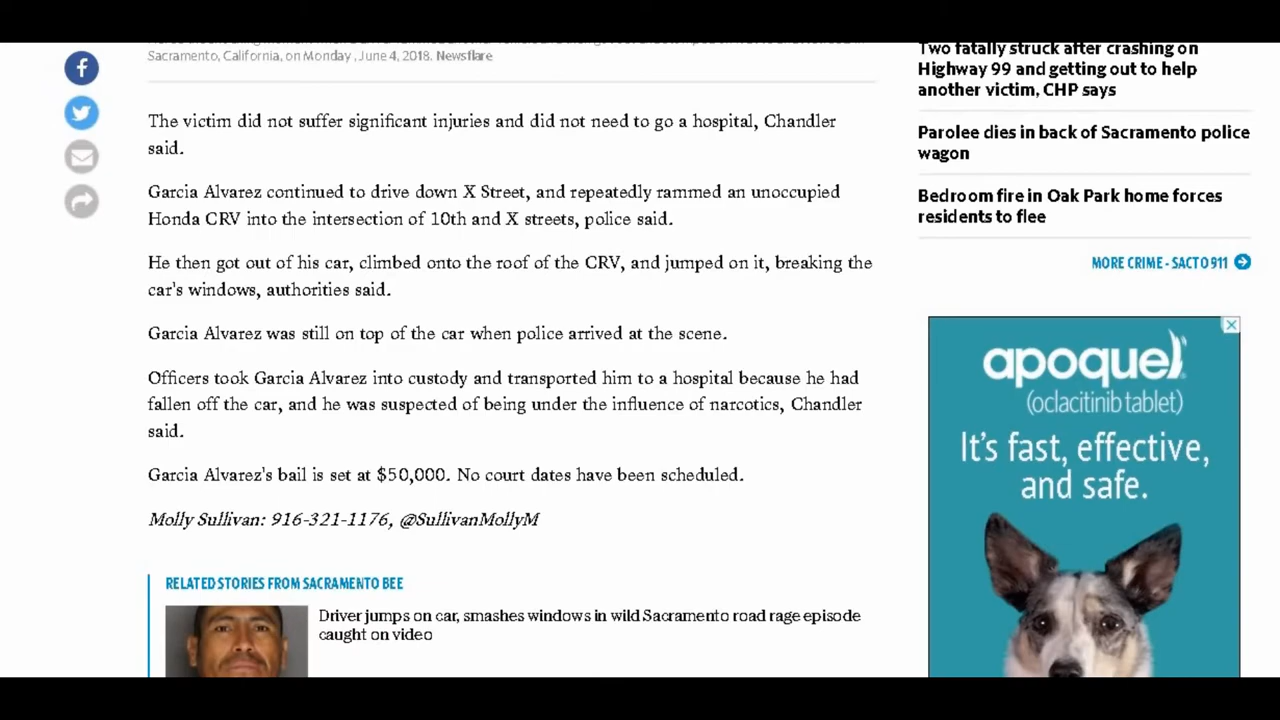 Sacramento, California, on Monday , June 4, 2018. Newsflare
The victim did not suffer significant injuries and did not need to go a hospital, Chandler
said.
Garcia Alvarez continued to drive down X Street, and repeatedly rammed an unoccupied
Honda CRV into the intersection of 10th and X streets, police said.
He then got out of his car, climbed onto the roof of the CRV, and jumped on it, breaking the
car's windows, authorities said.
Garcia Alvarez was still on top of the car when police arrived at the scene.
Officers took Garcia Alvarez into custody and transported him to a hospital because he had
fallen off the car, and he was suspected of being under the influence of narcotics, Chandler
said.
Garcia Alvarez's bail is set at $50,000. No court dates have been scheduled.
Molly Sullivan: 916-321-1176, @SullivanMollyM
RELATED STORIES FROM SACRAMENTO BEE
Driver jumps on car, smashes windows in wild Sacramento road rage episode
caught on video
Two fatally struck after crashing on
Highway 99 and getting out to help
another victim, CHP says
Parolee dies in back of Sacramento police
wagon
Bedroom fire in Oak Park home forces
residents to flee
MORE CRIME - SACTO 911
apoquel
(oclacitinib tablet)
It's fast, effective,
and safe.